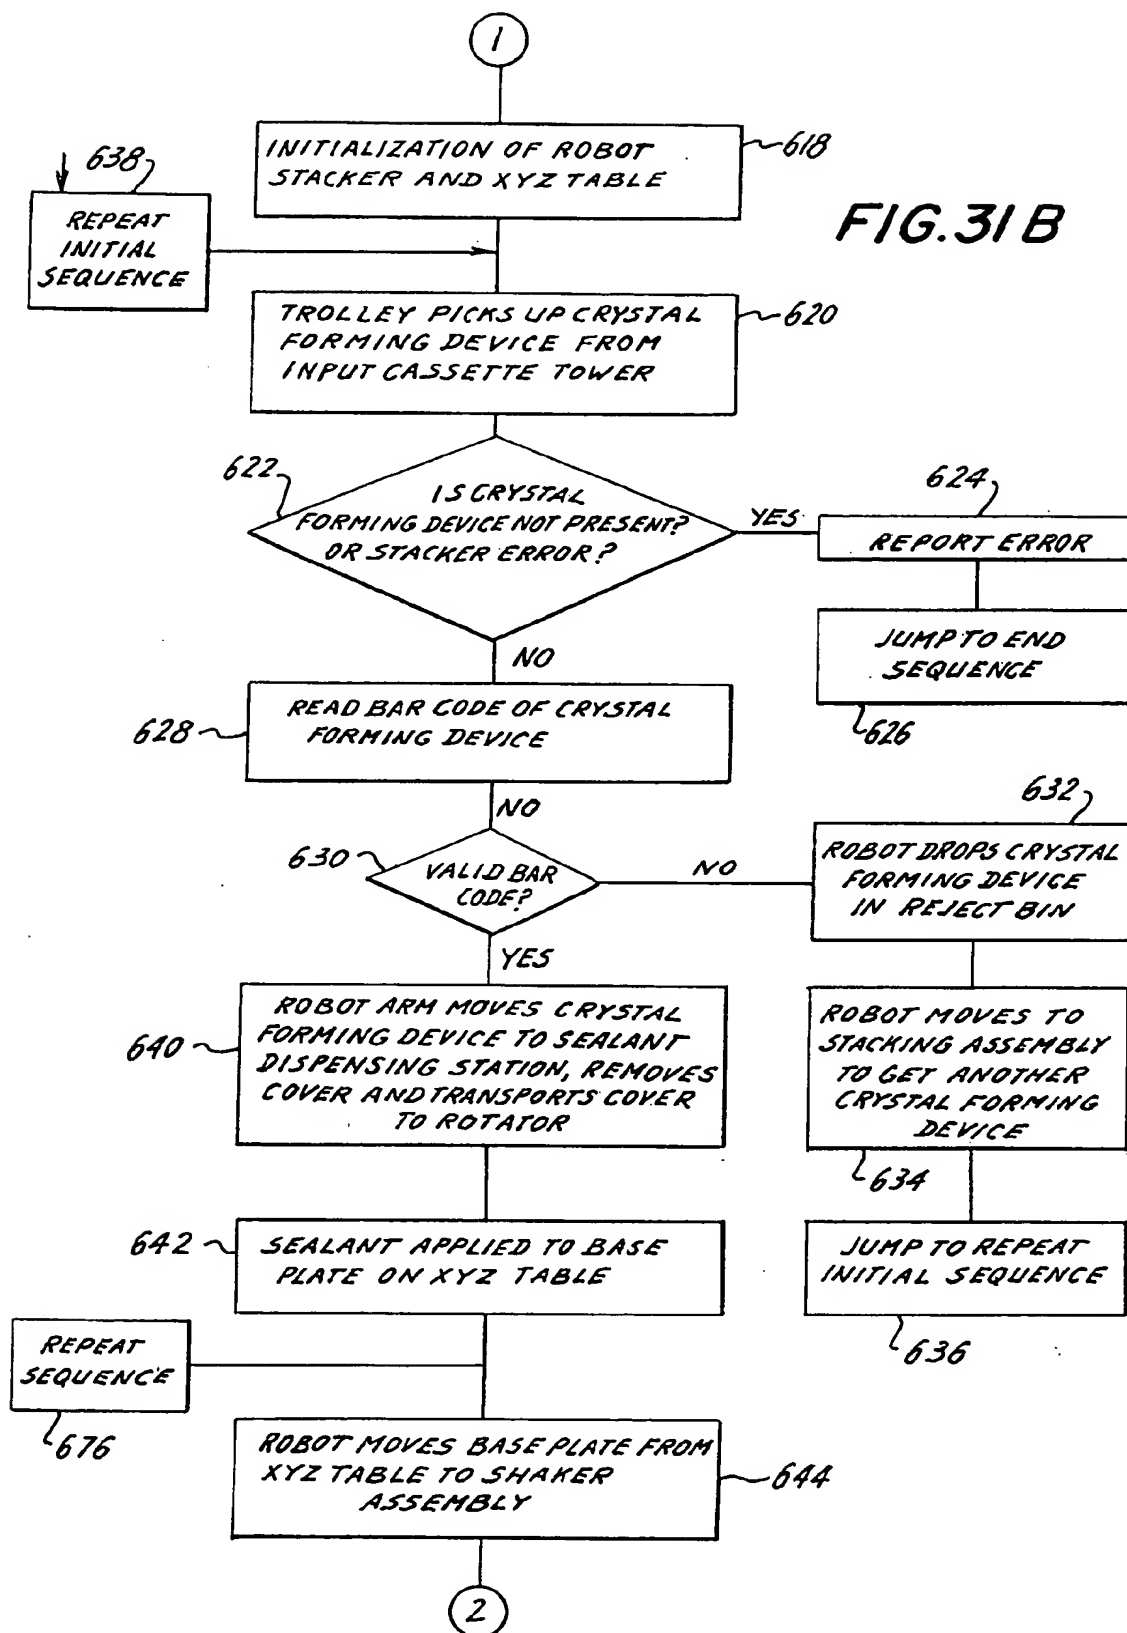 1
INITIALIZATION OF ROBOT
STACKER AND XYZ TABLE
618
638
REPEAT
INITIAL
SEQUENCE
FIG.31B
TROLLEY PICKS UP CRYSTAL
FORMING DEVICE FROM
INPUT CASSETTE TOWER
620
622
IS CRYSTAL
FORMING DEVICE NOT PRESENT?
OR STACKER ERROR?
YES
624
REPORT ERROR
JUMP TO END
SEQUENCE
626
NO
628
READ BAR CODE OF CRYSTAL
FORMING DEVICE
NO
630
VALID BAR
CODE?
NO
632
ROBOT DROPS CRYSTAL
FORMING DEVICE
IN REJECT BIN
YES
640
ROBOT ARM MOVES CRYSTAL
FORMING DEVICE TO SEALANT
DISPENSING STATION, REMOVES
COVER AND TRANSPORTS COVER
TO ROTATOR
ROBOT MOVES TO
STACKING ASSEMBLY
TO GET ANOTHER
CRYSTAL FORMING
DEVICE
634
642
SEALANT APPLIED TO BASE
PLATE ON XYZ TABLE
JUMP TO REPEAT
INITIAL SEQUENCE
636
REPEAT
SEQUENCE
676
ROBOT MOVES BASE PLATE FROM
XYZ TABLE TO SHAKER
ASSEMBLY
644
2